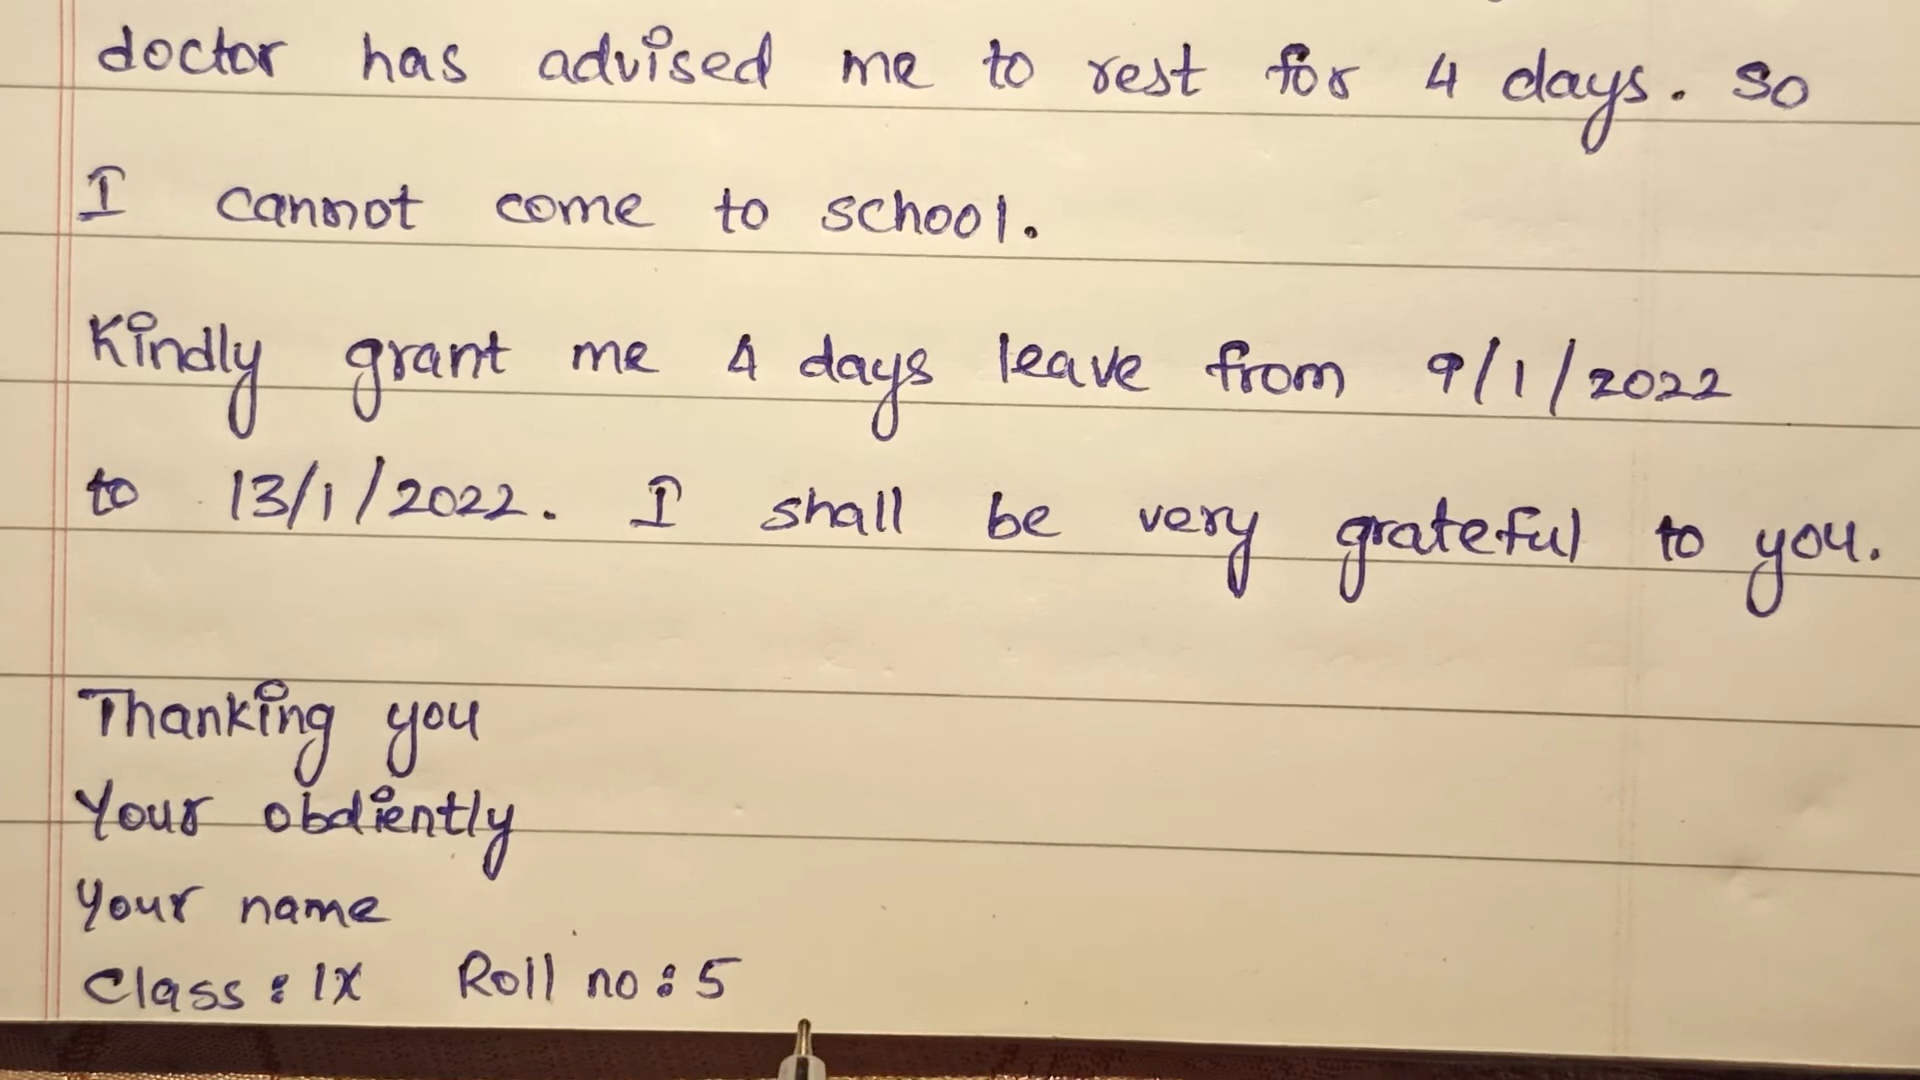 doctor has advised me to rest for 4 days. So
I cannot come to school.
Kindly grant me 4 days leave from 9/1/2022
to 13/1/2022. I shall be very grateful to you.
Thanking you
Your obdiently
Your name
Class: IX Roll no: 5